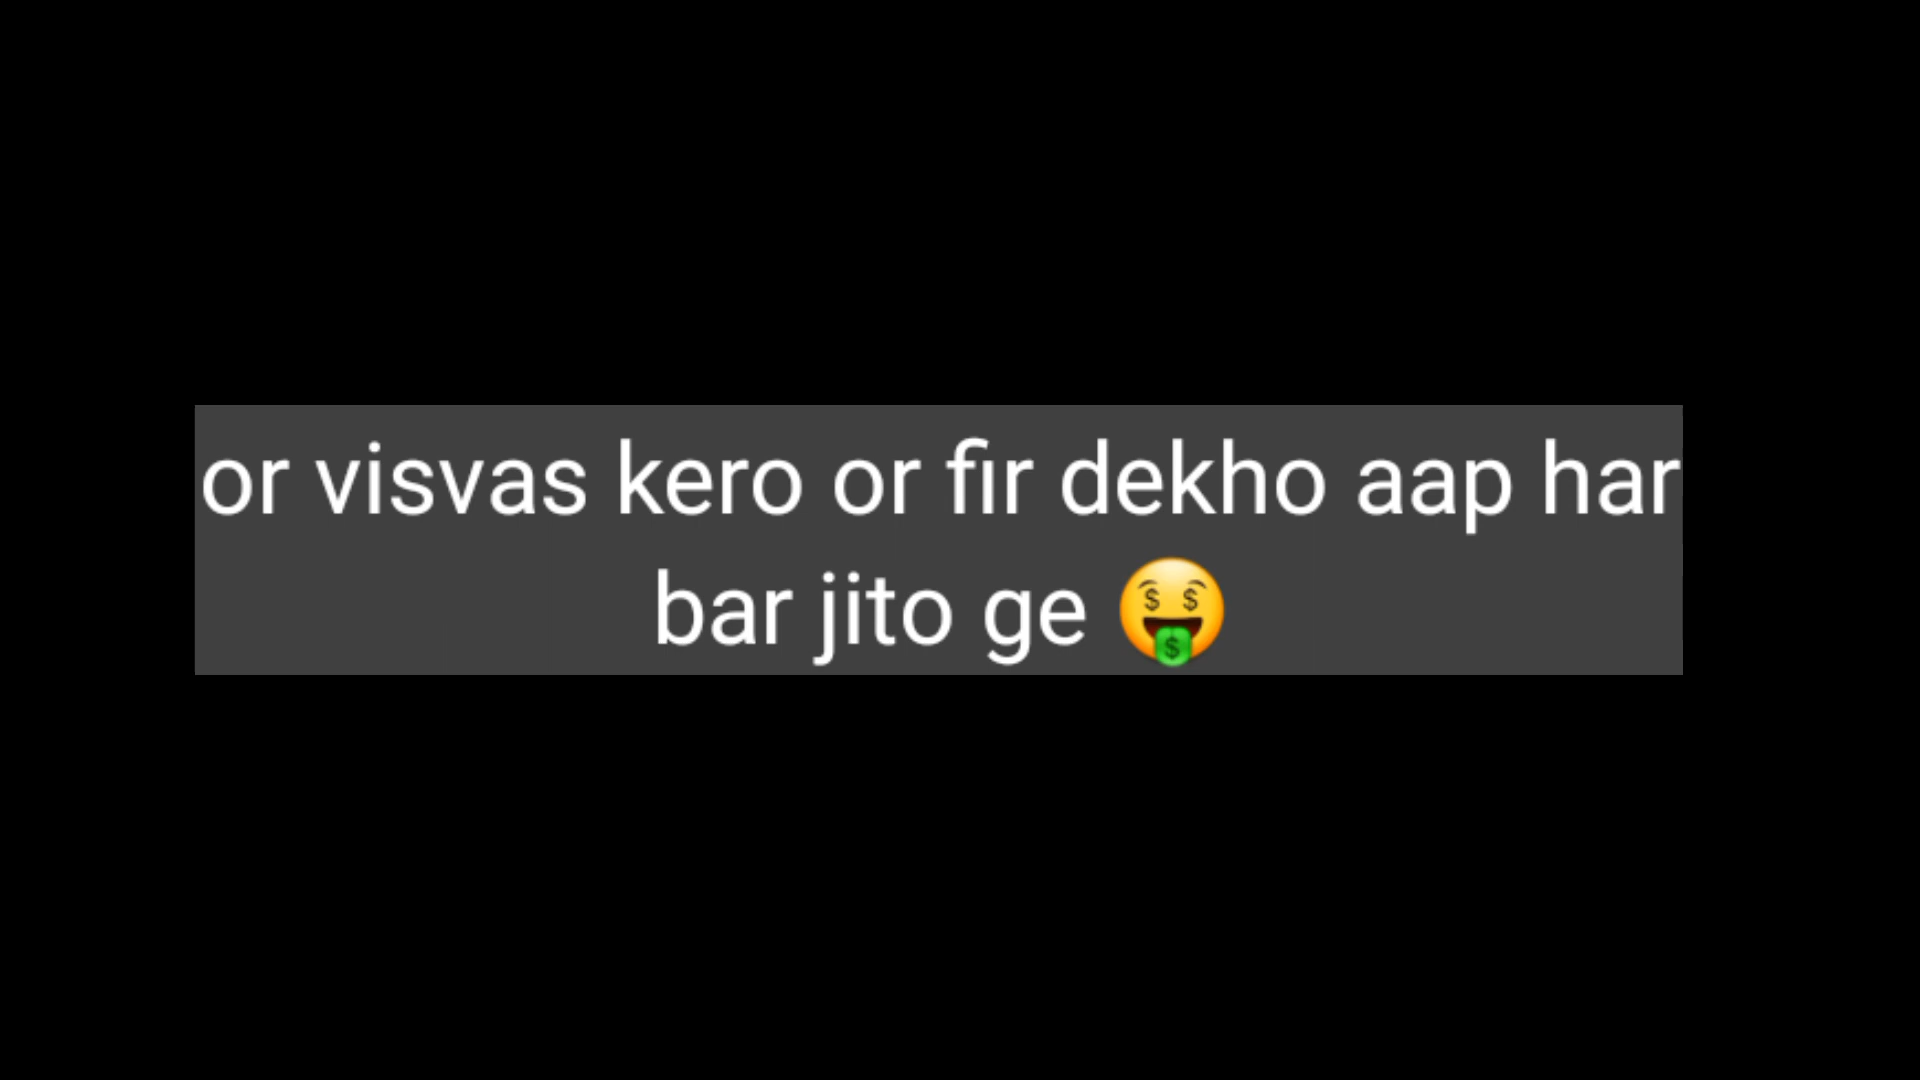 or visvas kero or fir dekho aap har
bar jito ge 🤑